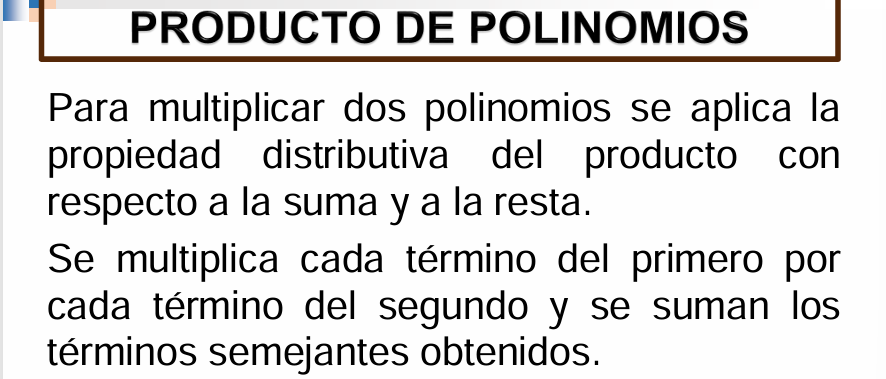 PRODUCTO DE POLINOMIOS
Para multiplicar dos polinomios se aplica la
propiedad distributiva del producto con
respecto a la suma y a la resta.
Se multiplica cada término del primero por
cada término del segundo y se suman los
términos semejantes obtenidos.